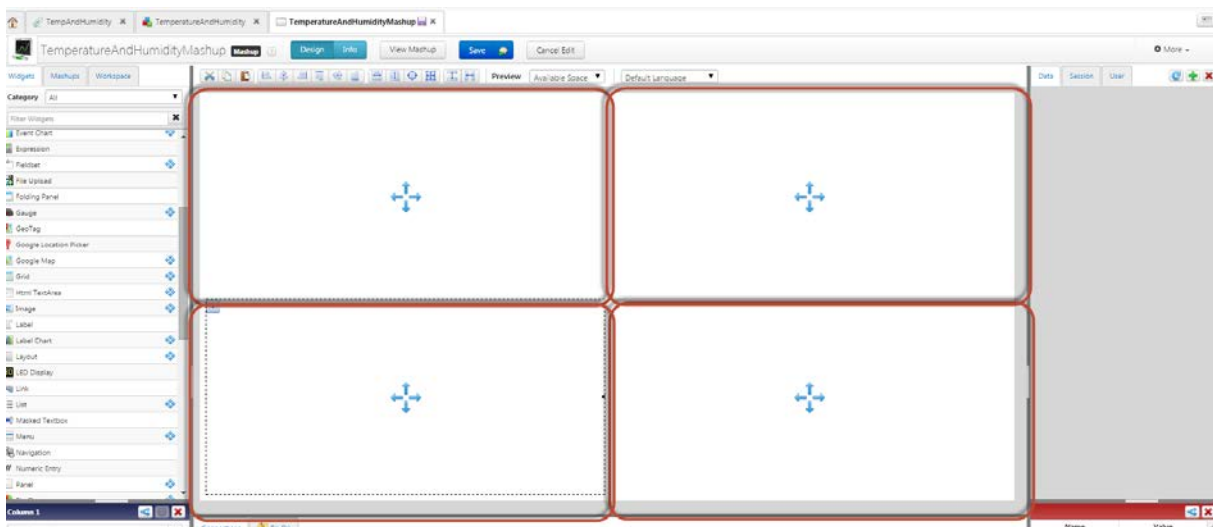 TempAndHumidity TemperatureAndHumidity TemperatureAndHumidityMashup
TemperatureAndHumidityMashup Mashup Design Info View Mashup Save Cancel Edit More
Widgets Mashups Workspace Preview Available Space Default Language Data Session User
Category All
Filter Widgets
Event Chart
Expression
Fieldset
File Upload
Folding Panel
Gauge
GeoTag
Google Location Picker
Google Map
Grid
Html TextArea
Image
Label
Label Chart
Layout
LED Display
Link
List
Masked Textbox
Menu
Navigation
Numeric Entry
Panel
Column 1
Name Value